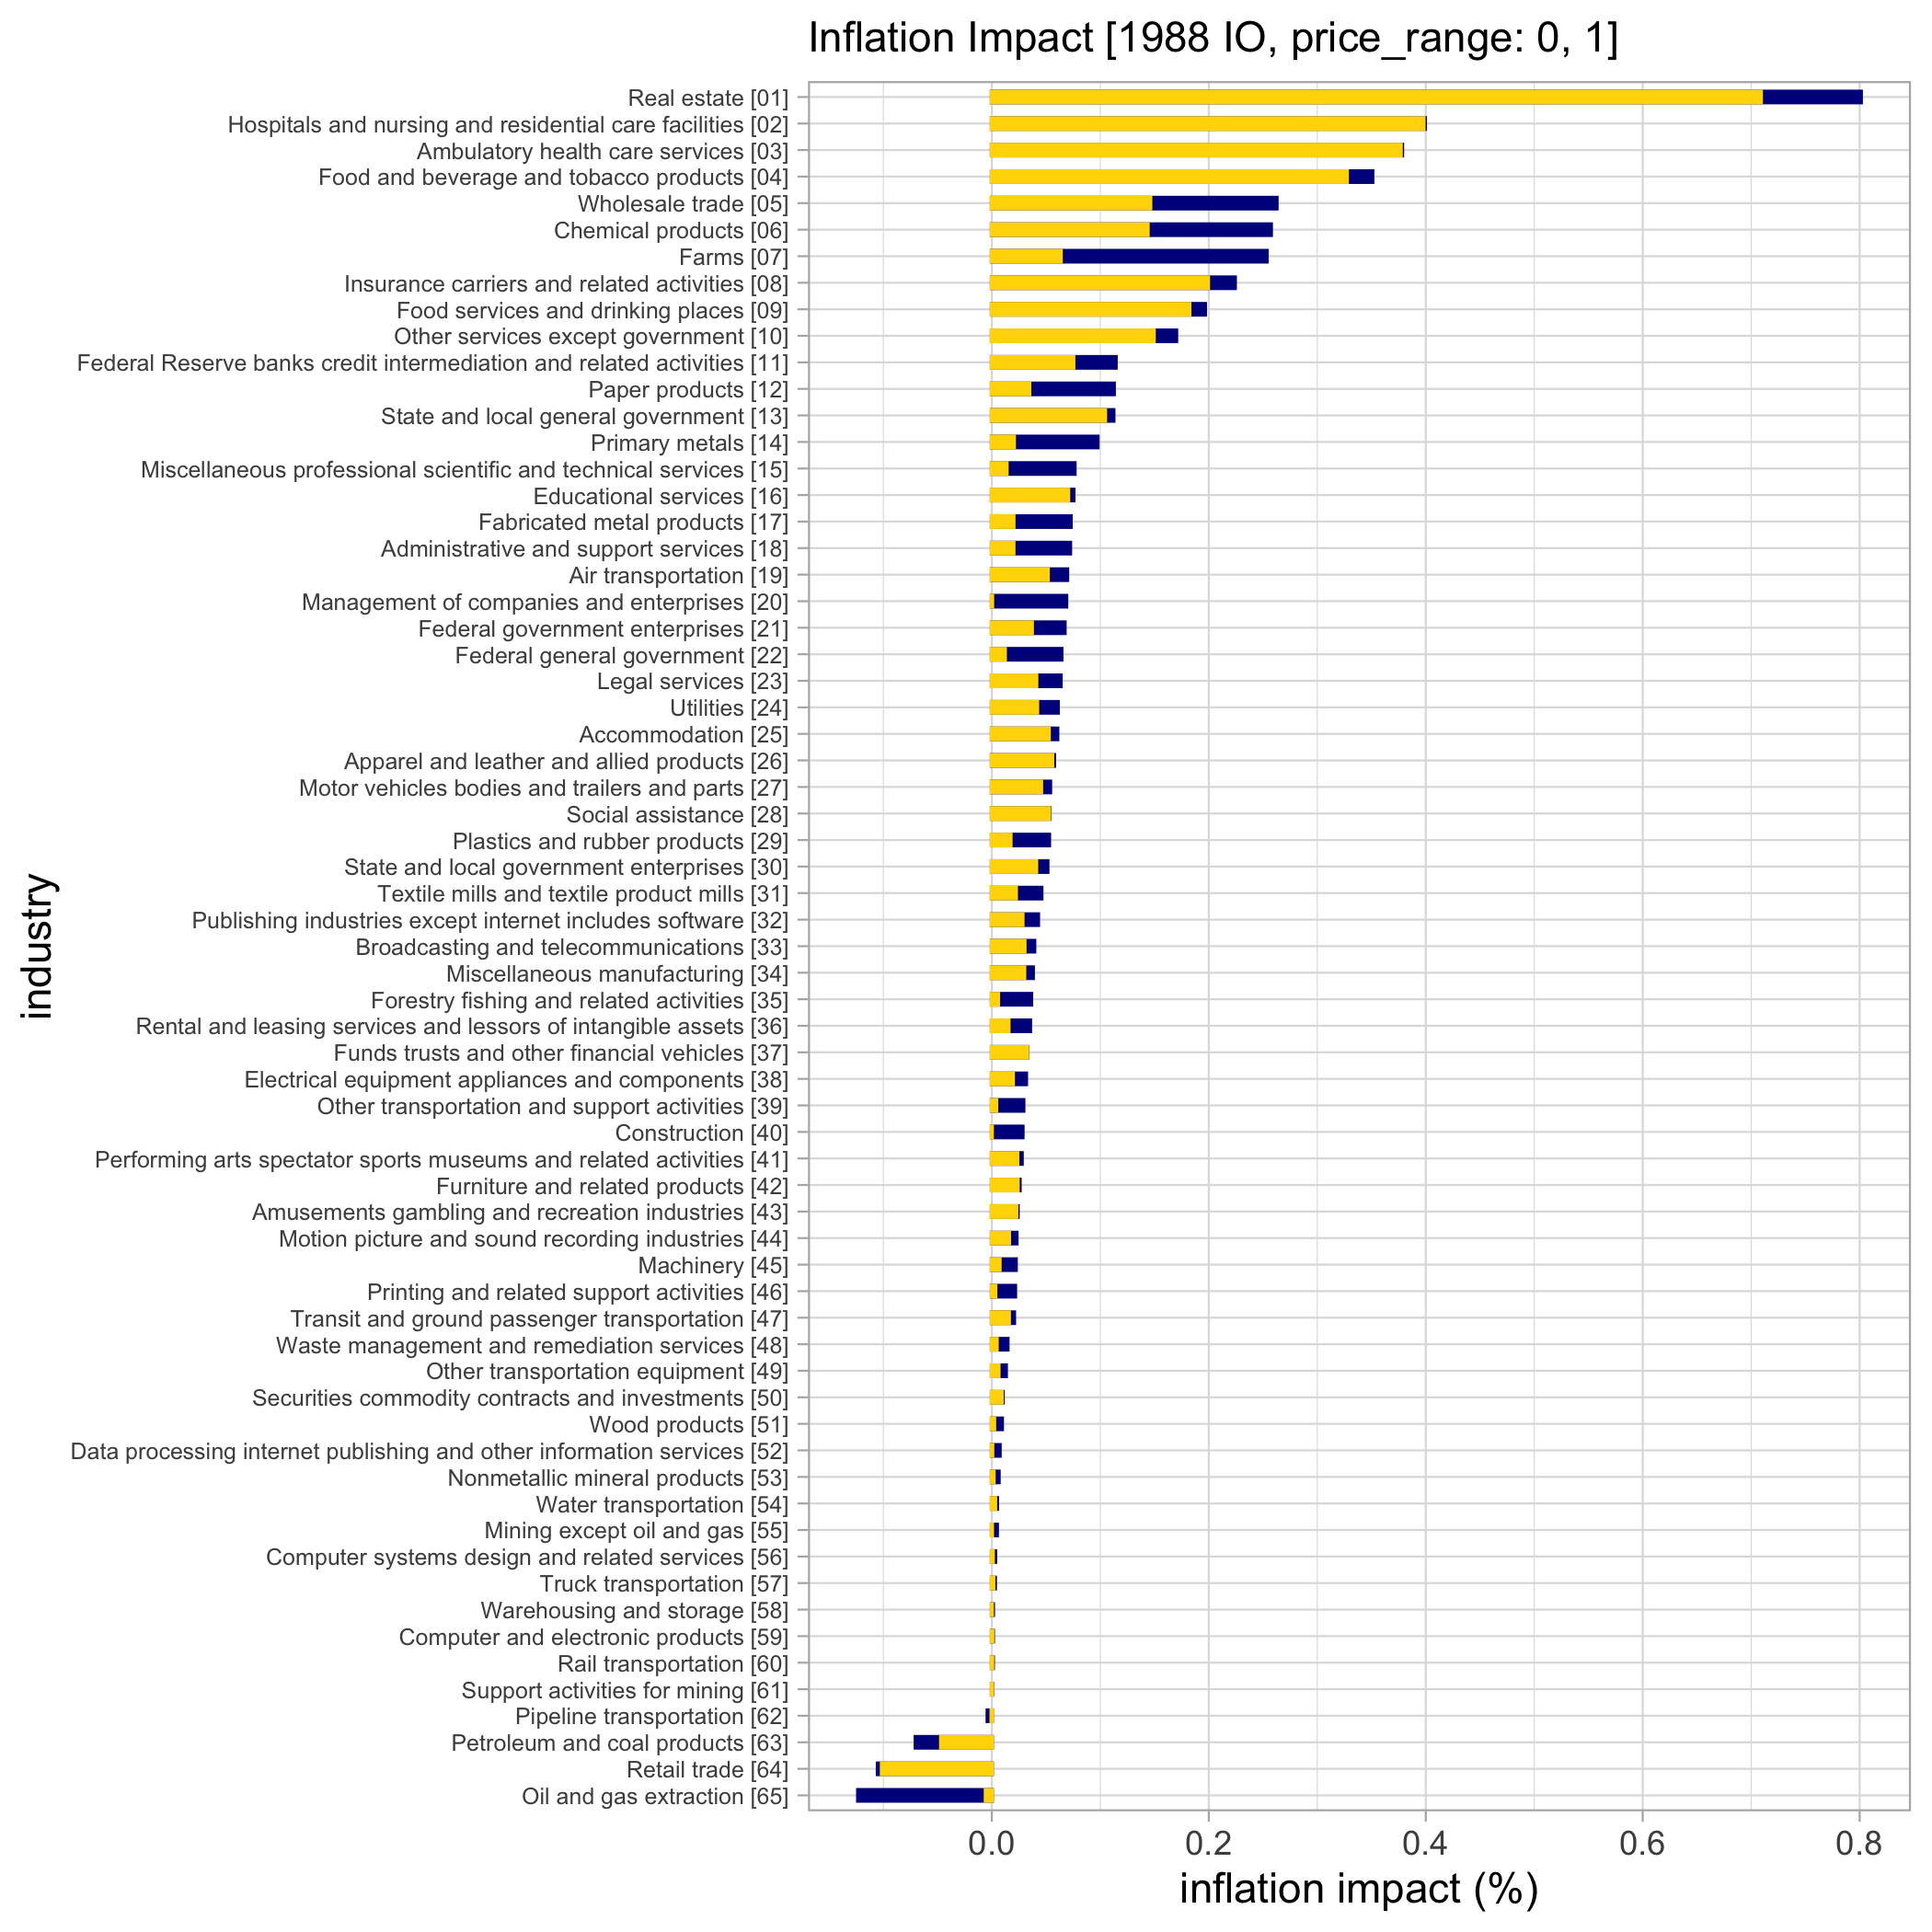 Inflation Impact [1988 IO, price_range: 0, 1]
Real estate [01]
Hospitals and nursing and residential care facilities [02]
Ambulatory health care services [03]
Food and beverage and tobacco products [04]
Wholesale trade [05]
Chemical products [06]
Farms [07]
Insurance carriers and related activities [08]
Food services and drinking places [09]
Other services except government [10]
Federal Reserve banks credit intermediation and related activities [11]
Paper products [12]
State and local general government [13]
Primary metals [14]
Miscellaneous professional scientific and technical services [15]
Educational services [16]
Fabricated metal products [17]
Administrative and support services [18]
Air transportation [19]
Management of companies and enterprises [20]
Federal government enterprises [21]
Federal general government [22]
Legal services [23]
Utilities [24]
Accommodation [25]
Apparel and leather and allied products [26]
Motor vehicles bodies and trailers and parts [27]
Social assistance [28]
Plastics and rubber products [29]
State and local government enterprises [30]
Textile mills and textile product mills [31]
Publishing industries except internet includes software [32]
Broadcasting and telecommunications [33]
Miscellaneous manufacturing [34]
Forestry fishing and related activities [35]
Rental and leasing services and lessors of intangible assets [36]
Funds trusts and other financial vehicles [37]
Electrical equipment appliances and components [38]
Other transportation and support activities [39]
Construction [40]
Performing arts spectator sports museums and related activities [41]
Furniture and related products [42]
Amusements gambling and recreation industries [43]
Motion picture and sound recording industries [44]
Machinery [45]
Printing and related support activities [46]
Transit and ground passenger transportation [47]
Waste management and remediation services [48]
Other transportation equipment [49]
Securities commodity contracts and investments [50]
Wood products [51]
Data processing internet publishing and other information services [52]
Nonmetallic mineral products [53]
Water transportation [54]
Mining except oil and gas [55]
Computer systems design and related services [56]
Truck transportation [57]
Warehousing and storage [58]
Computer and electronic products [59]
Rail transportation [60]
Support activities for mining [61]
Pipeline transportation [62]
Petroleum and coal products [63]
Retail trade [64]
Oil and gas extraction [65]
industry
0.0 0.2 0.4 0.6 0.8
inflation impact (%)